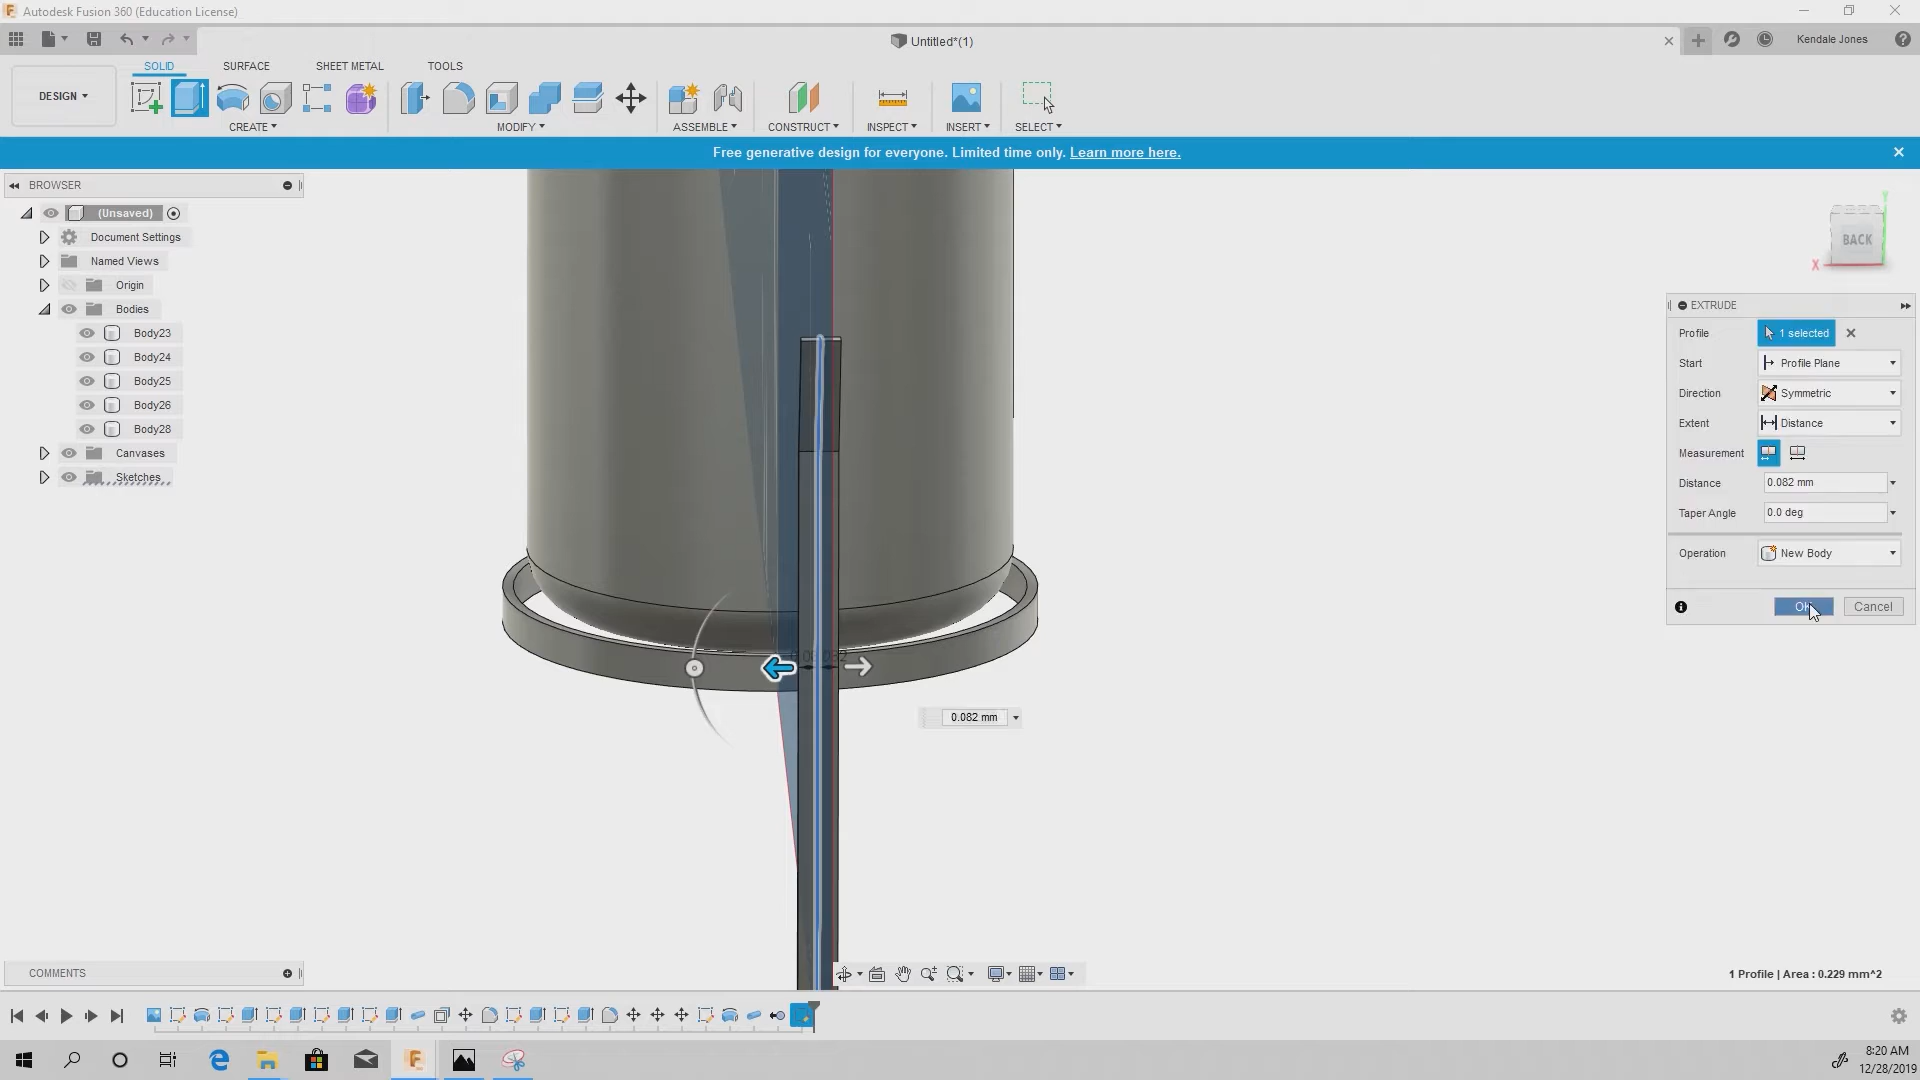 Autodesk Fusion 360 (Education License)
Untitled*(1)
Kendale Jones
SOLID
SURFACE
SHEET METAL
TOOLS
DESIGN
CREATE
MODIFY
ASSEMBLE
CONSTRUCT
INSPECT
INSERT
SELECT
Free generative design for everyone. Limited time only. Learn more here.
BROWSER
(Unsaved)
Document Settings
Named Views
Origin
Bodies
Body23
Body24
Body25
Body26
Body28
Canvases
Sketches
BACK
X
Y
EXTRUDE
Profile 1 selected
Start Profile Plane
Direction Symmetric
Extent Distance
Measurement
Distance 0.082 mm
Taper Angle 0.0 deg
Operation New Body
OK Cancel
0.082 mm
COMMENTS
1 Profile | Area : 0.229 mm^2
8:20 AM
12/28/2019